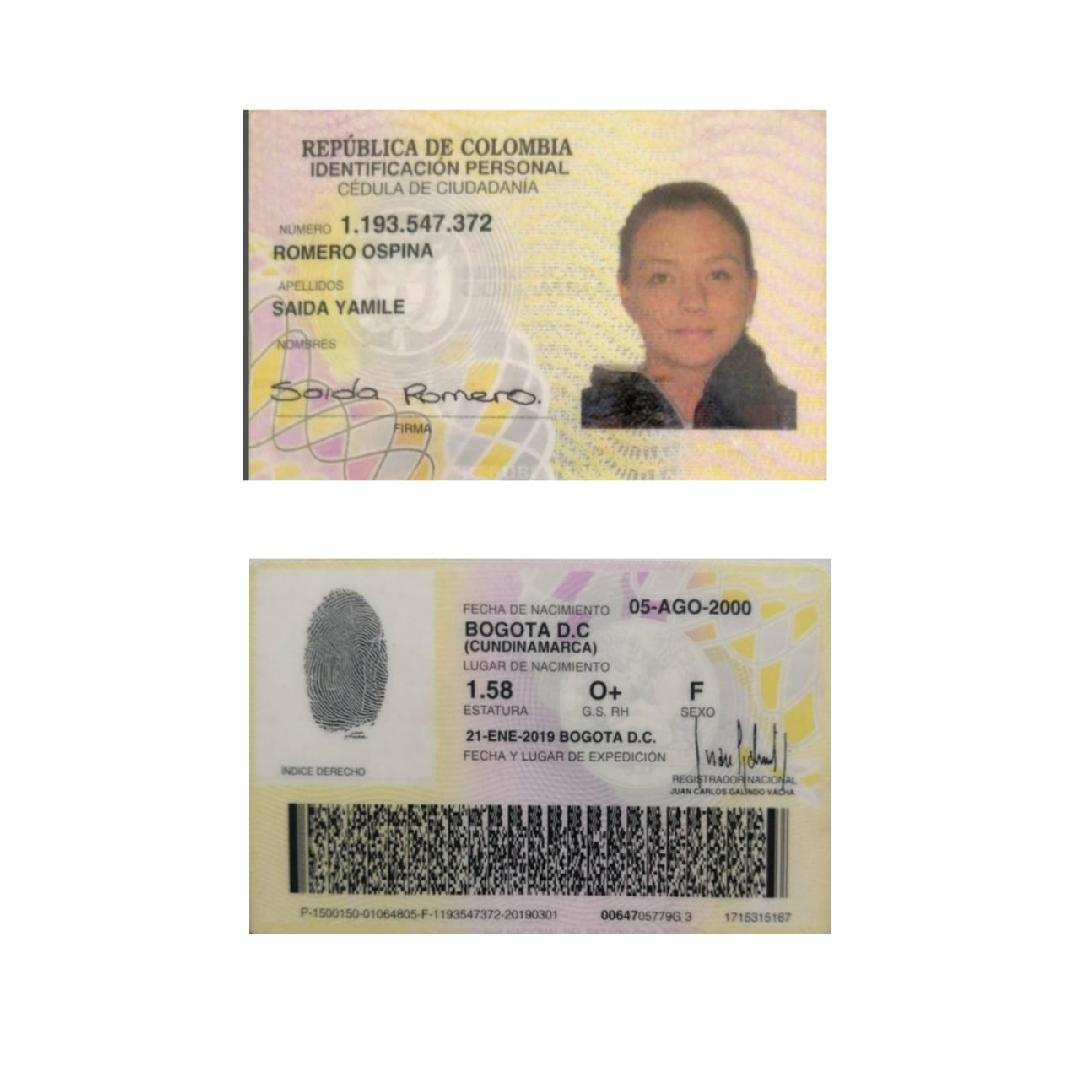 REPÚBLICA DE COLOMBIA
IDENTIFICACIÓN PERSONAL
CÉDULA DE CIUDADANÍA
NÚMERO 1.193.547.372
ROMERO OSPINA
APELLIDOS
SAIDA YAMILE
NOMBRES
Saida Romero.
FIRMA
FECHA DE NACIMIENTO 05-AGO-2000
BOGOTA D.C
(CUNDINAMARCA)
LUGAR DE NACIMIENTO
1.58 O+ F
ESTATURA G.S. RH SEXO
21-ENE-2019 BOGOTA D.C.
FECHA Y LUGAR DE EXPEDICIÓN
REGISTRADOR NACIONAL
JUAN CARLOS GALINDO VACHA
ÍNDICE DERECHO
P-1500150-01064805-F-1193547372-20190301 0064705779G 3 1715315167